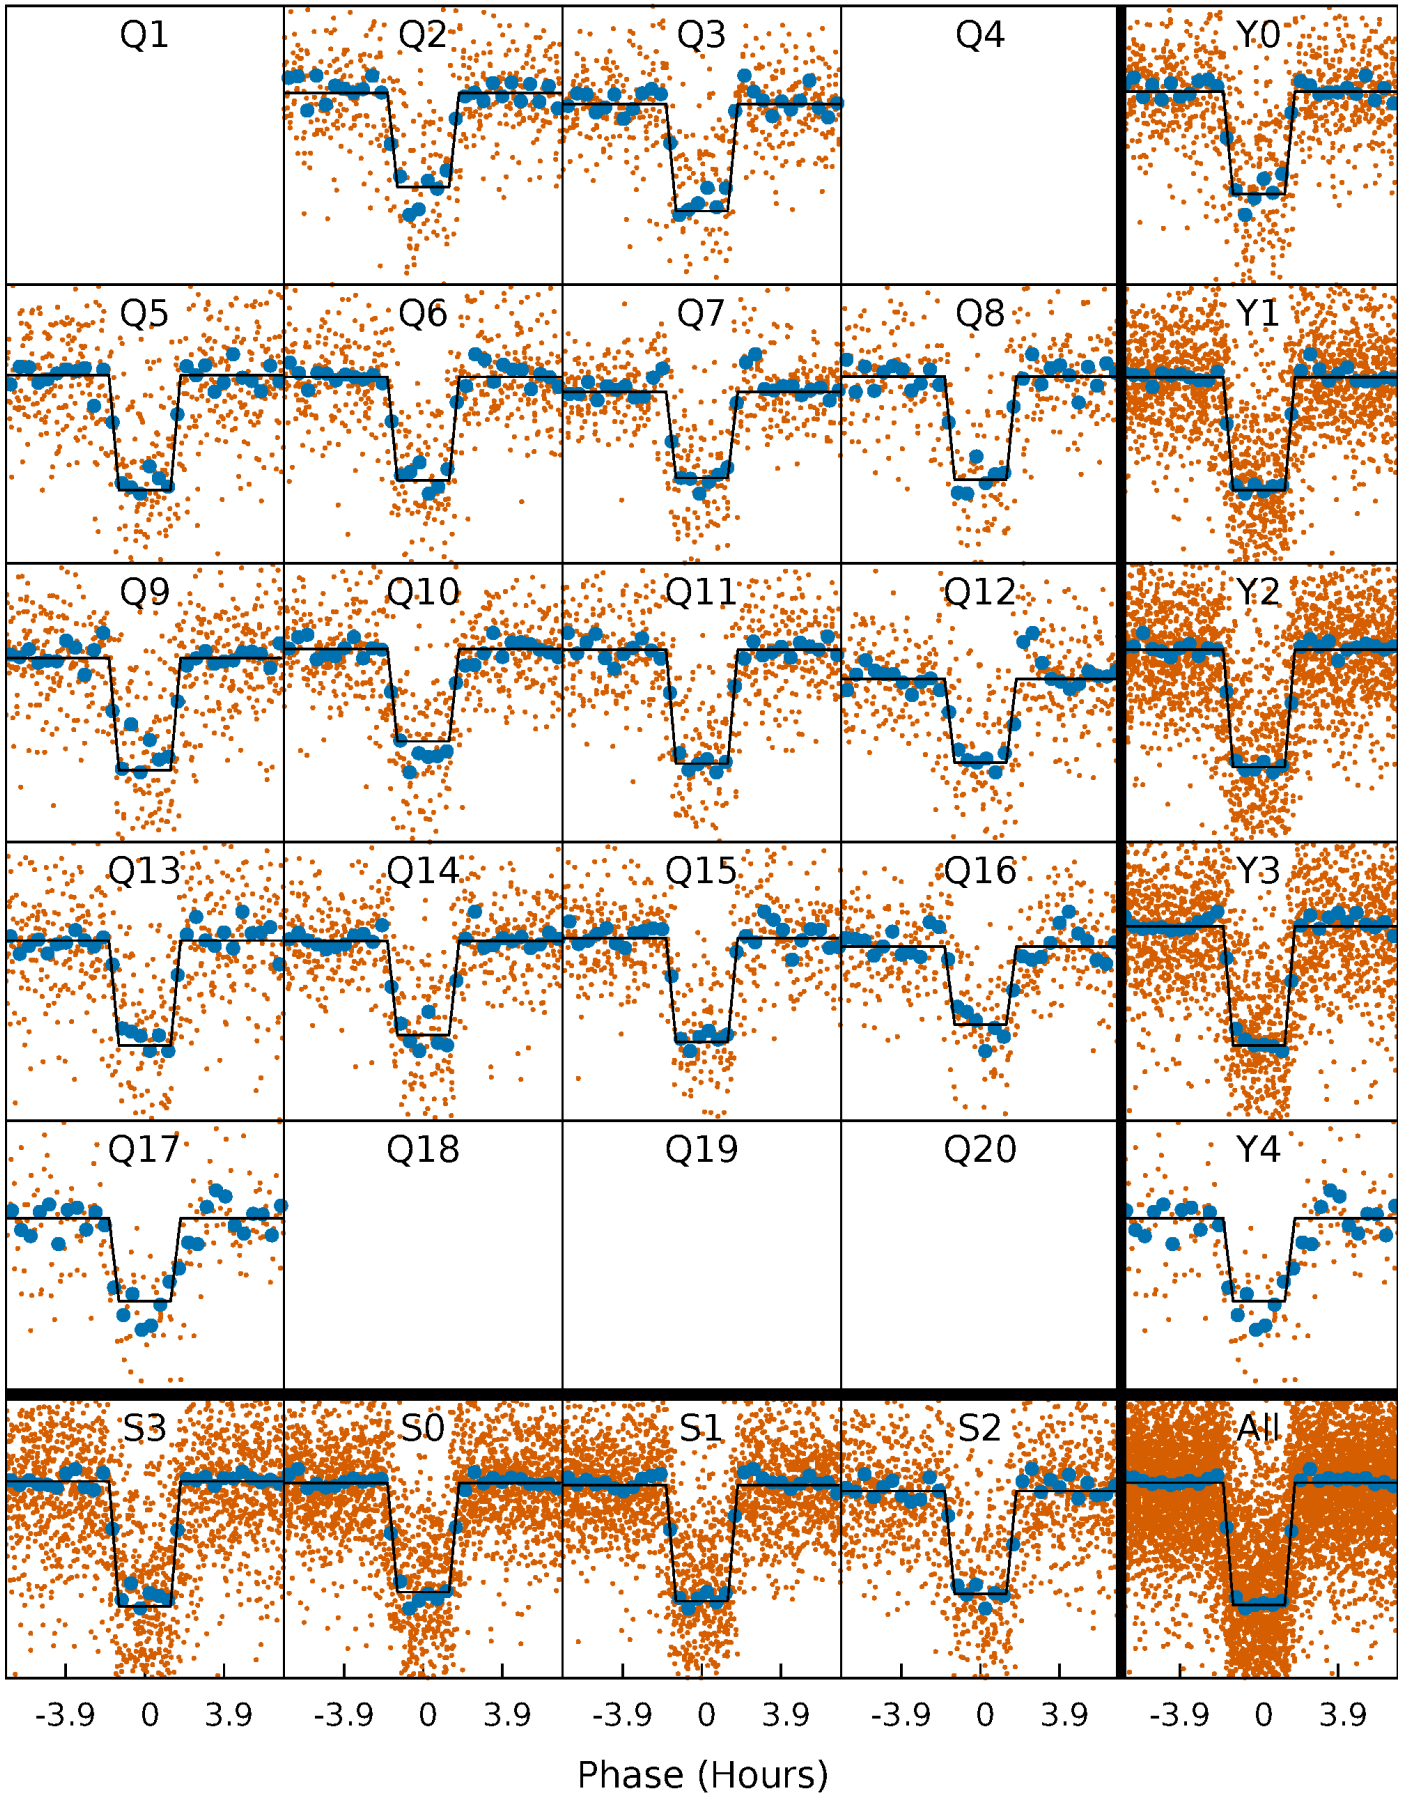 Q1 Q2 Q3 Q4 Y0
Q5 Q6 Q7 Q8 Y1
Q9 Q10 Q11 Q12 Y2
Q13 Q14 Q15 Q16 Y3
Q17 Q18 Q19 Q20 Y4
S3 S0 S1 S2 All
-3.9 0 3.9 -3.9 0 3.9 -3.9 0 3.9 -3.9 0 3.9 -3.9 0 3.9
Phase (Hours)